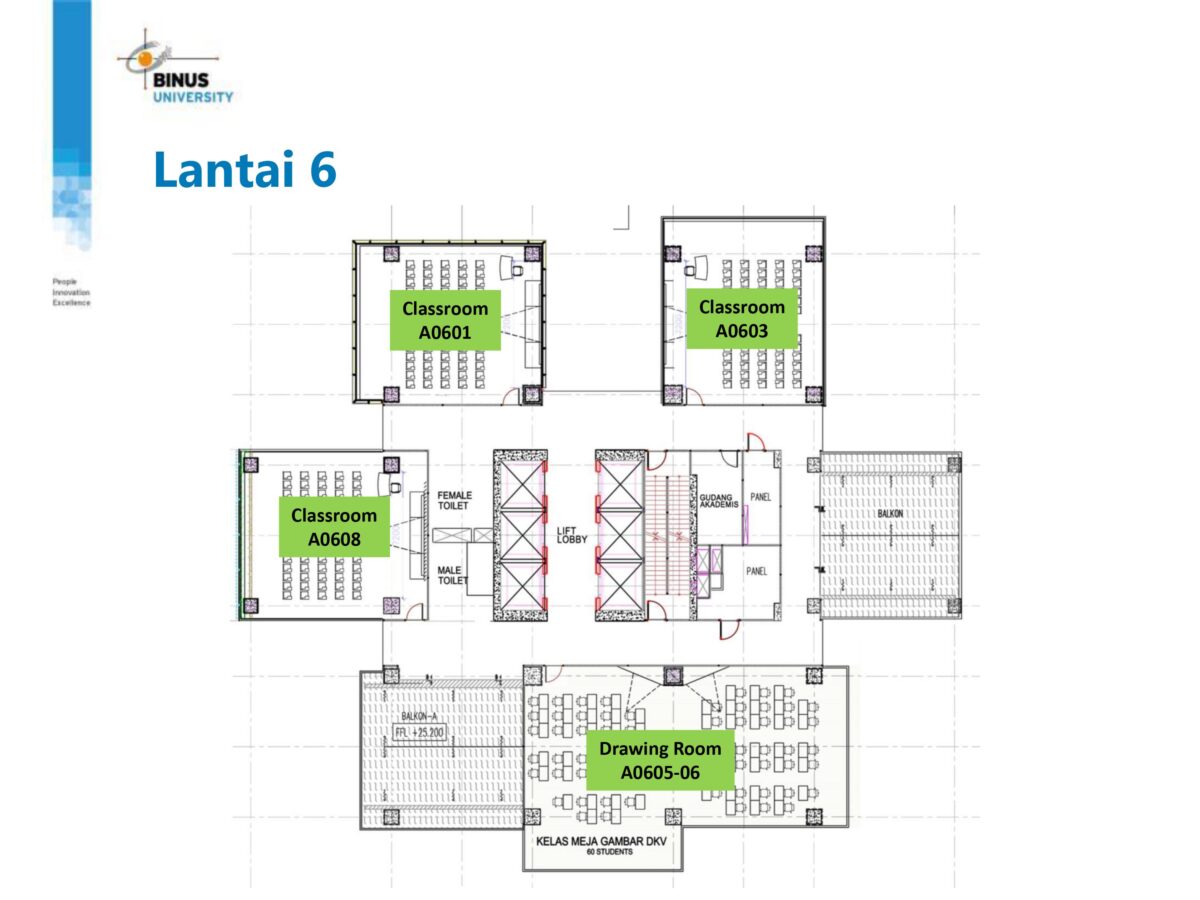 BINUS
UNIVERSITY
Lantai 6
People
Innovation
Excellence
Classroom
A0601
Classroom
A0603
Classroom
A0608
FEMALE
TOILET
MALE
TOILET
LIFT
LOBBY
GUDANG
AKADEMIS
PANEL
PANEL
BALKON
BALKON-A
FFL +25.200
Drawing Room
A0605-06
KELAS MEJA GAMBAR DKV
60 STUDENTS